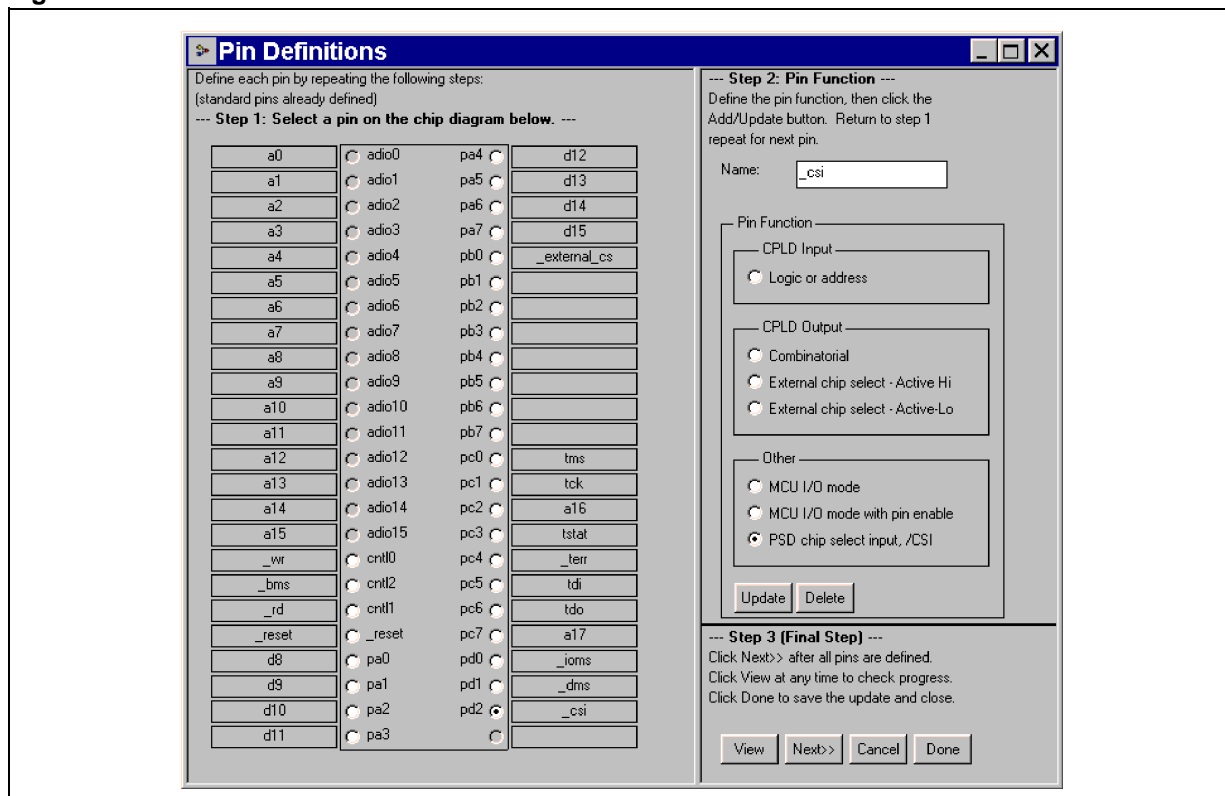 Pin Definitions
Define each pin by repeating the following steps:
(standard pins already defined)
--- Step 1: Select a pin on the chip diagram below. ---
a0 adio0 pa4 d12
a1 adio1 pa5 d13
a2 adio2 pa6 d14
a3 adio3 pa7 d15
a4 adio4 pb0 _external_cs
a5 adio5 pb1
a6 adio6 pb2
a7 adio7 pb3
a8 adio8 pb4
a9 adio9 pb5
a10 adio10 pb6
a11 adio11 pb7
a12 adio12 pc0 tms
a13 adio13 pc1 tck
a14 adio14 pc2 a16
a15 adio15 pc3 tstat
_wr cntl0 pc4 _terr
_bms cntl2 pc5 tdi
_rd cntl1 pc6 tdo
_reset _reset pc7 a17
d8 pa0 pd0 _ioms
d9 pa1 pd1 _dms
d10 pa2 pd2 _csi
d11 pa3
--- Step 2: Pin Function ---
Define the pin function, then click the
Add/Update button. Return to step 1
repeat for next pin.
Name: _csi
Pin Function
CPLD Input
Logic or address
CPLD Output
Combinatorial
External chip select - Active Hi
External chip select - Active-Lo
Other
MCU I/O mode
MCU I/O mode with pin enable
PSD chip select input, /CSI
Update Delete
--- Step 3 (Final Step) ---
Click Next>> after all pins are defined.
Click View at any time to check progress.
Click Done to save the update and close.
View Next>> Cancel Done